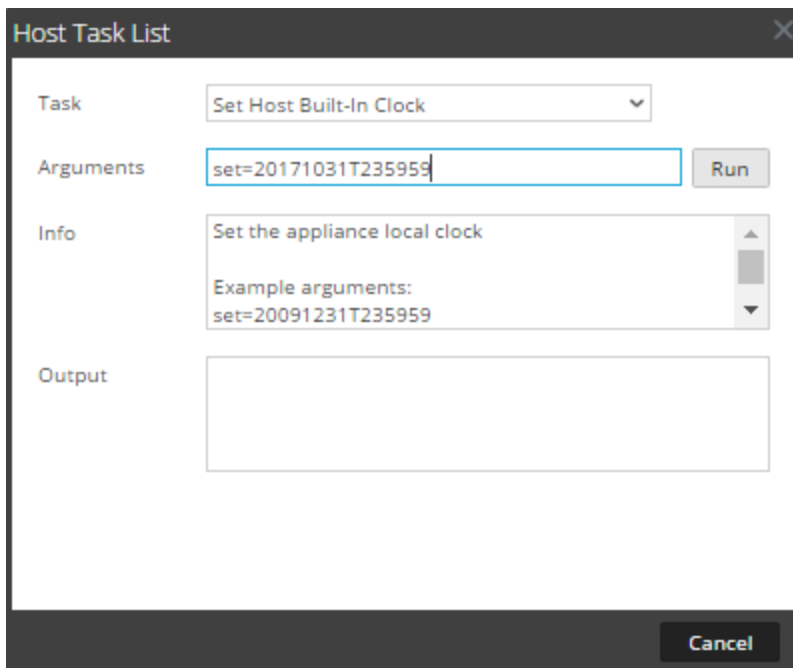 Host Task List
Task
Set Host Built-In Clock
Arguments
set=20171031T235959
Run
Info
Set the appliance local clock
Example arguments:
set=20091231T235959
Output
Cancel